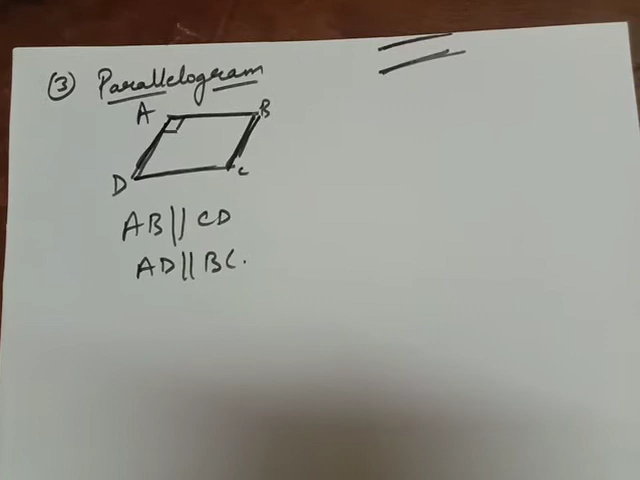 ③ Parallelogram
A B
D C
AB || CD
AD || BC.